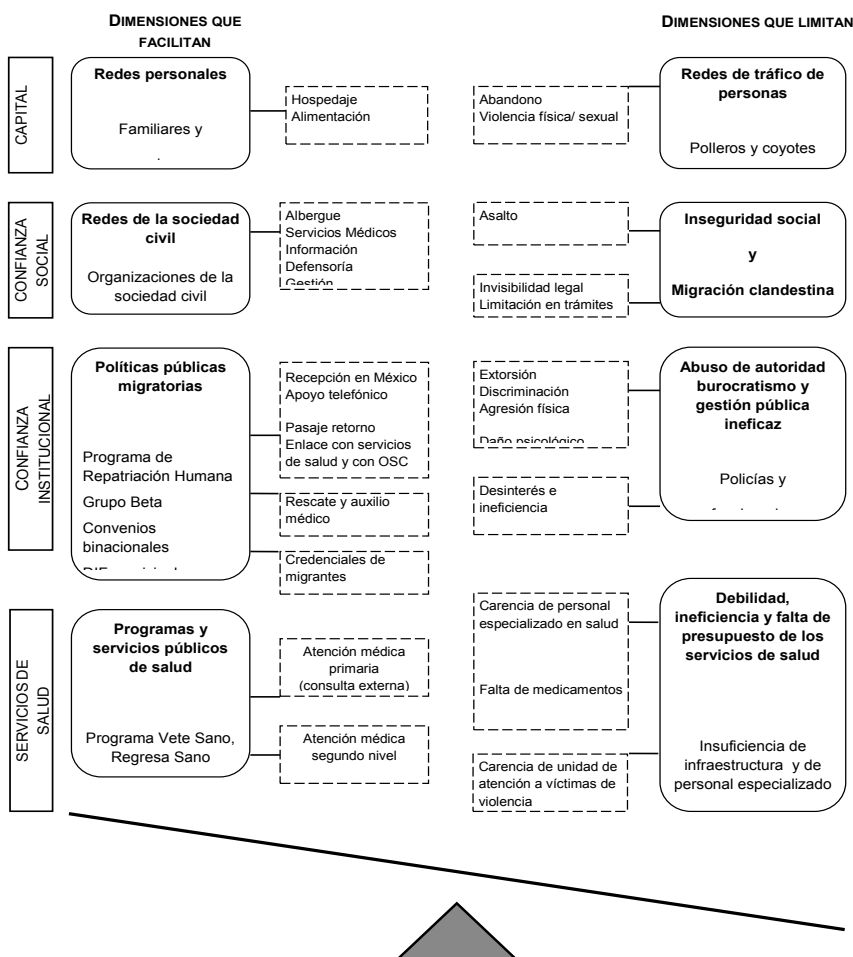 DIMENSIONES QUE
FACILITAN
DIMENSIONES QUE LIMITAN
CAPITAL
Redes personales
Familiares y
Hospedaje
Alimentación
Abandono
Violencia física/ sexual
Redes de tráfico de
personas
Polleros y coyotes
CONFIANZA
SOCIAL
Redes de la sociedad
civil
Organizaciones de la
sociedad civil
Albergue
Servicios Médicos
Información
Defensoría
Gestión
Asalto
Invisibilidad legal
Limitación en trámites
Inseguridad social
y
Migración clandestina
CONFIANZA
INSTITUCIONAL
Políticas públicas
migratorias
Programa de
Repatriación Humana
Grupo Beta
Convenios
binacionales
Recepción en México
Apoyo telefónico
Pasaje retorno
Enlace con servicios
de salud y con OSC
Rescate y auxilio
médico
Credenciales de
migrantes
Extorsión
Discriminación
Agresión física
Daño psicológico
Desinterés e
ineficiencia
Abuso de autoridad
burocratismo y
gestión pública
ineficaz
Policías y
SERVICIOS DE
SALUD
Programas y
servicios públicos
de salud
Programa Vete Sano,
Regresa Sano
Atención médica
primaria
(consulta externa)
Atención médica
segundo nivel
Carencia de personal
especializado en salud
Falta de medicamentos
Carencia de unidad de
atención a víctimas de
violencia
Debilidad,
ineficiencia y falta de
presupuesto de los
servicios de salud
Insuficiencia de
infraestructura y de
personal especializado